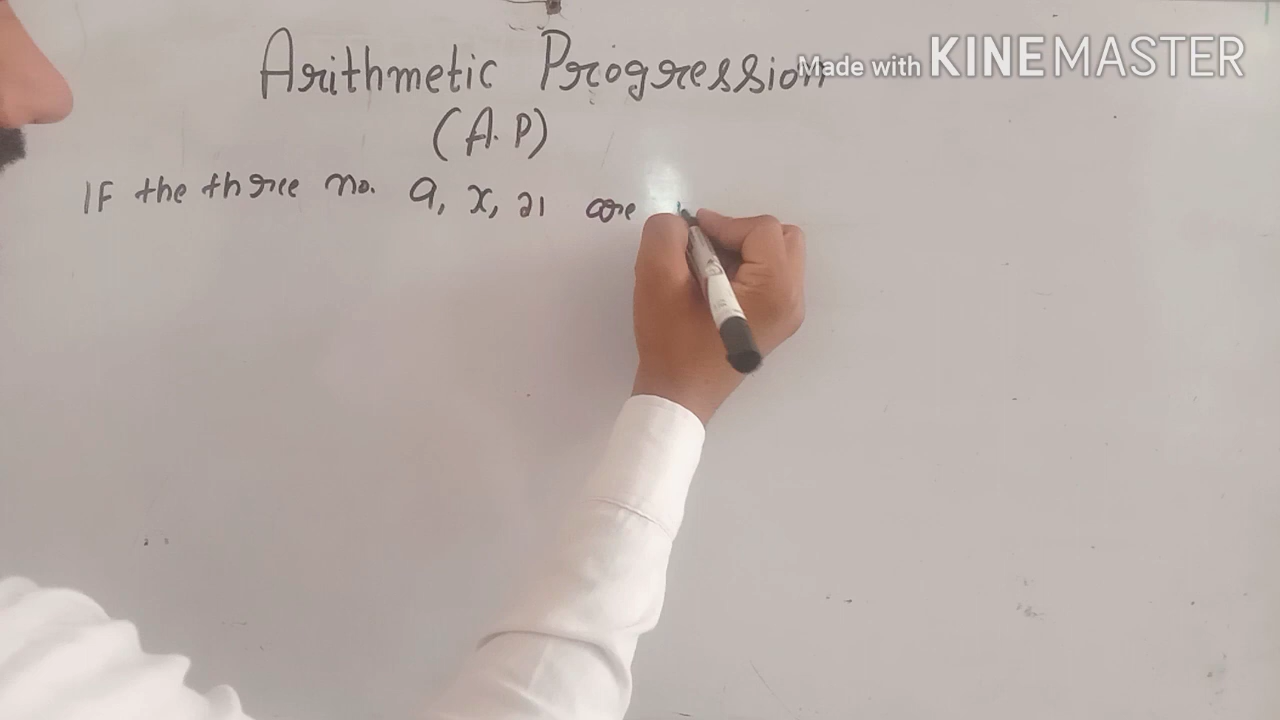 Arithmetic Progression
Made with KINEMASTER
(A.P)
IF the three no. 9, x, 21 are